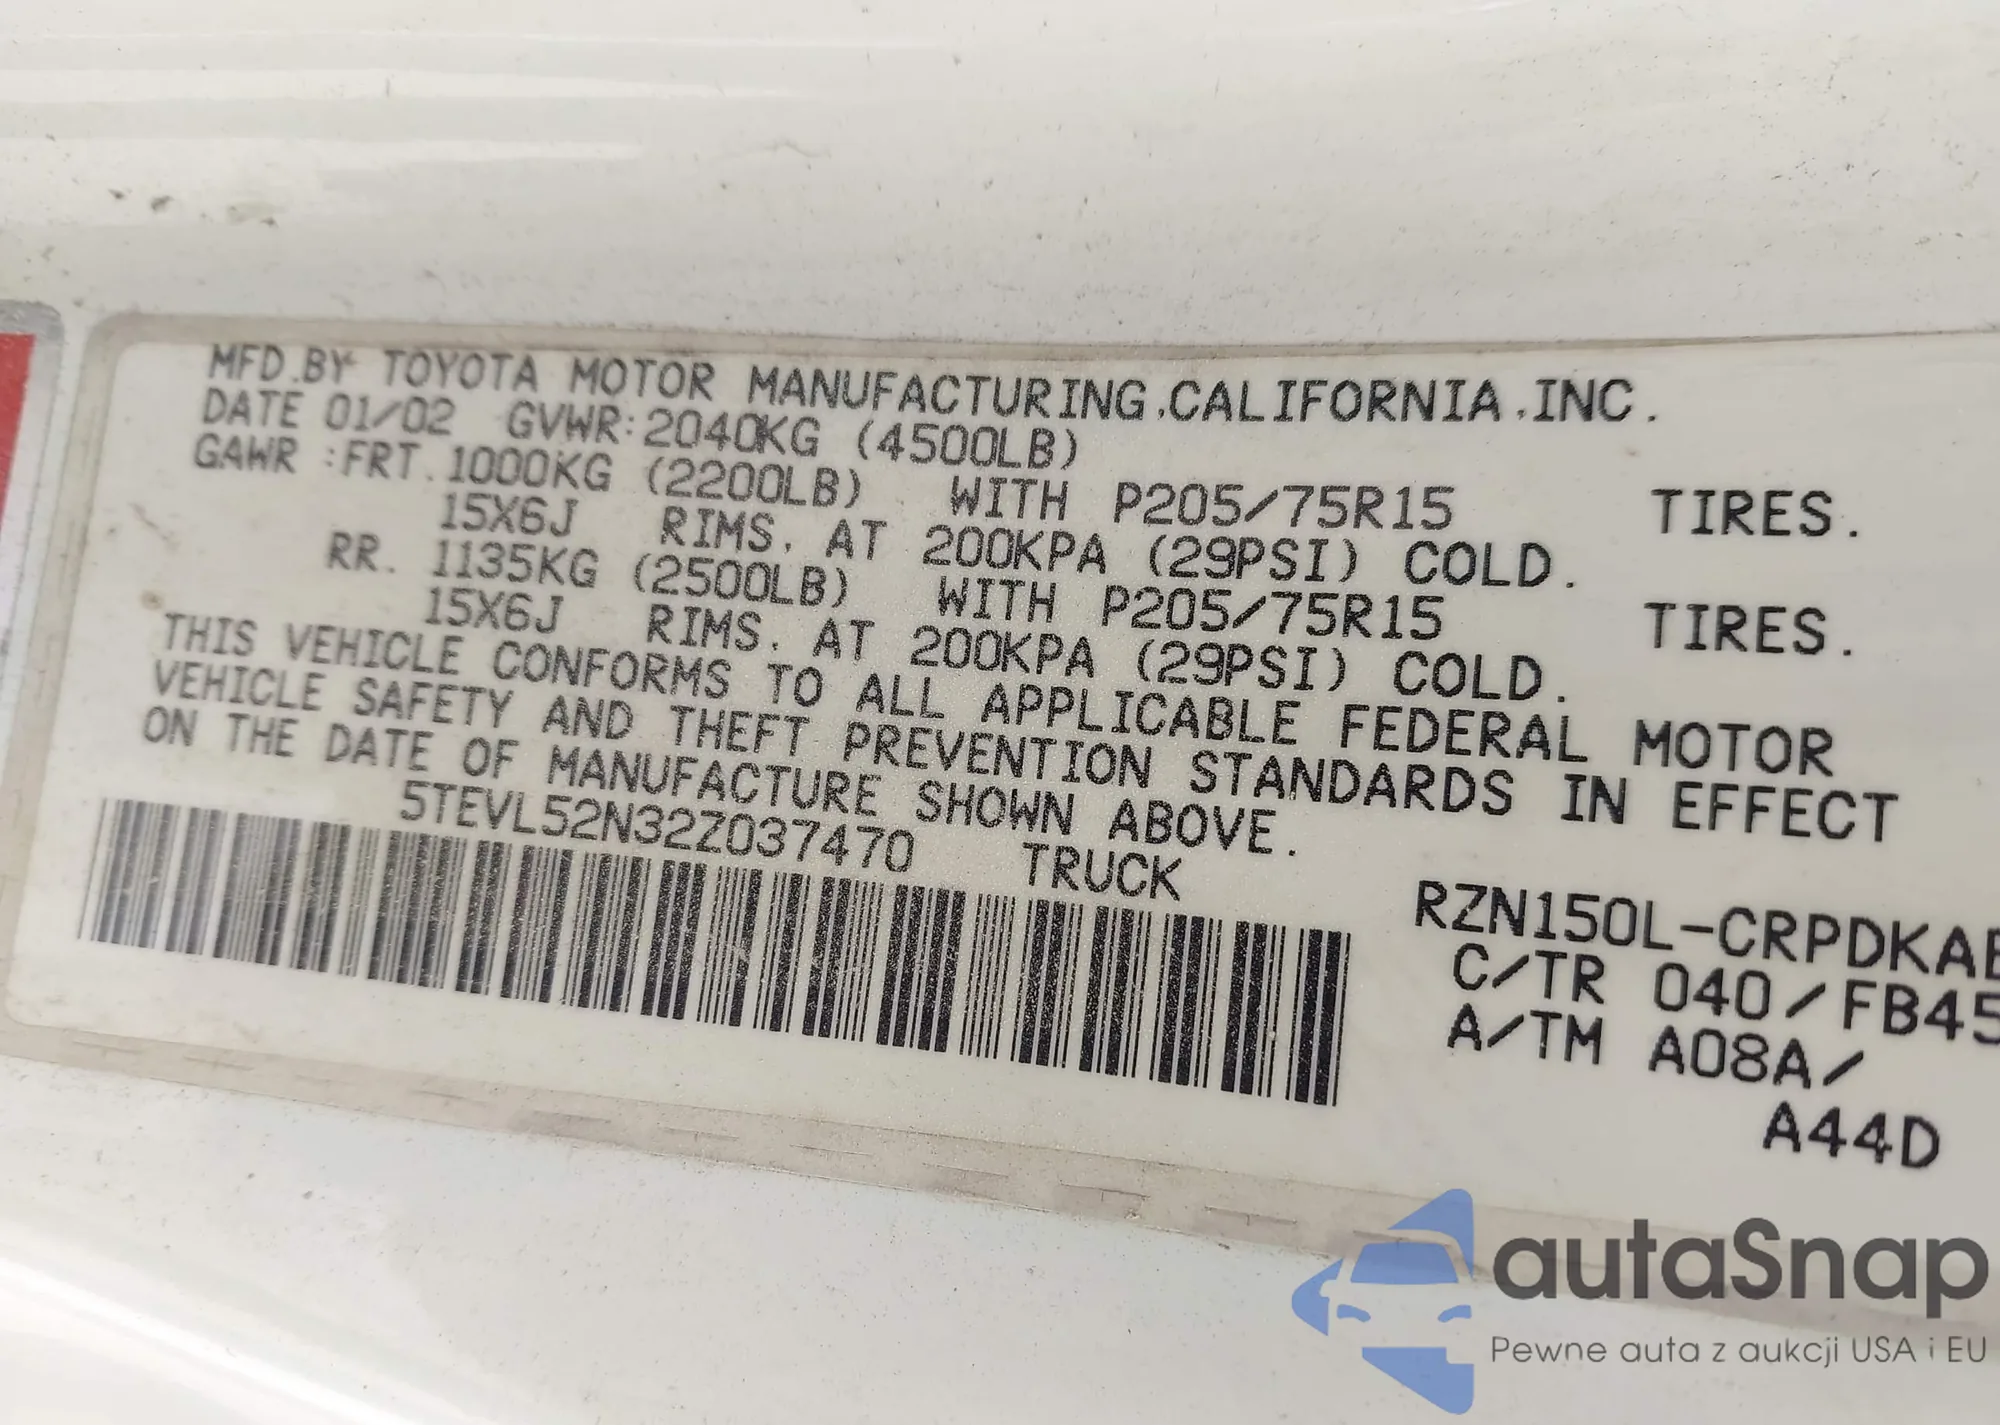 MFD.BY TOYOTA MOTOR MANUFACTURING,CALIFORNIA,INC.
DATE 01/02 GVWR:2040KG (4500LB)
GAWR :FRT.1000KG (2200LB) WITH P205/75R15 TIRES.
15X6J RIMS. AT 200KPA (29PSI) COLD.
RR. 1135KG (2500LB) WITH P205/75R15 TIRES.
15X6J RIMS. AT 200KPA (29PSI) COLD.
THIS VEHICLE CONFORMS TO ALL APPLICABLE FEDERAL MOTOR
VEHICLE SAFETY AND THEFT PREVENTION STANDARDS IN EFFECT
ON THE DATE OF MANUFACTURE SHOWN ABOVE.
5TEVL52N32Z037470 TRUCK
RZN150L-CRPDKAB
C/TR 040/FB45
A/TM A08A/
A44D
autaSnap
Pewne auta z aukcji USA i EU